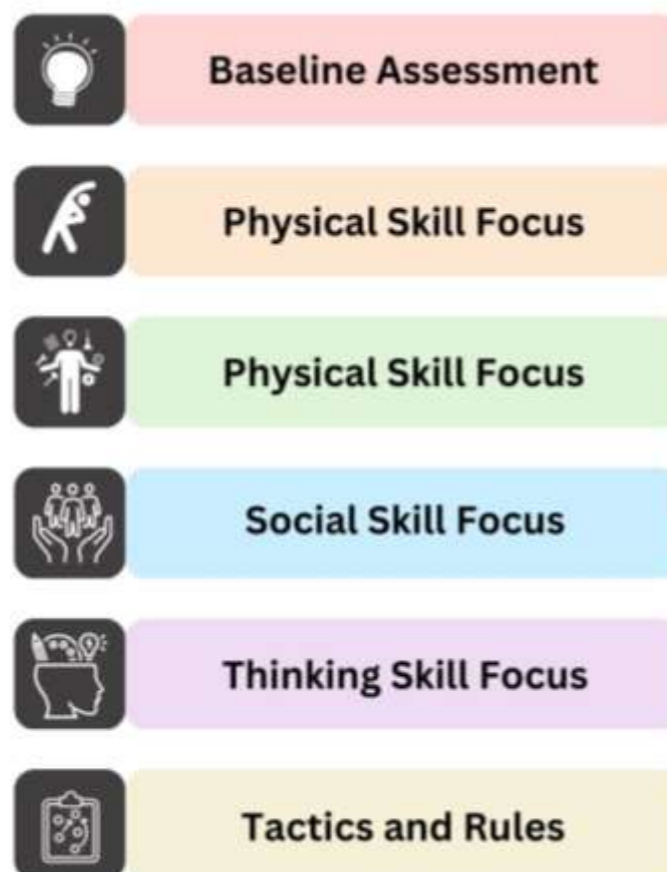 Baseline Assessment
Physical Skill Focus
Physical Skill Focus
Social Skill Focus
Thinking Skill Focus
Tactics and Rules